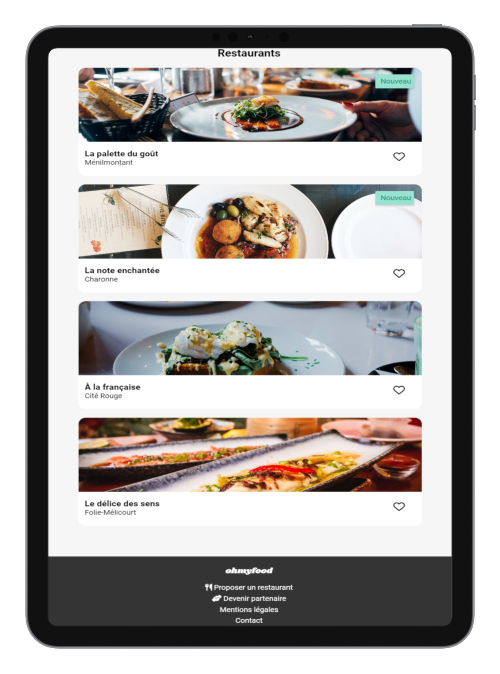 Restaurants
Nouveau
La palette du goût
Ménilmontant
Nouveau
La note enchantée
Charonne
À la française
Cité Rouge
Le délice des sens
Folie-Mélicourt
ohmyfood
Proposer un restaurant
Devenir partenaire
Mentions légales
Contact